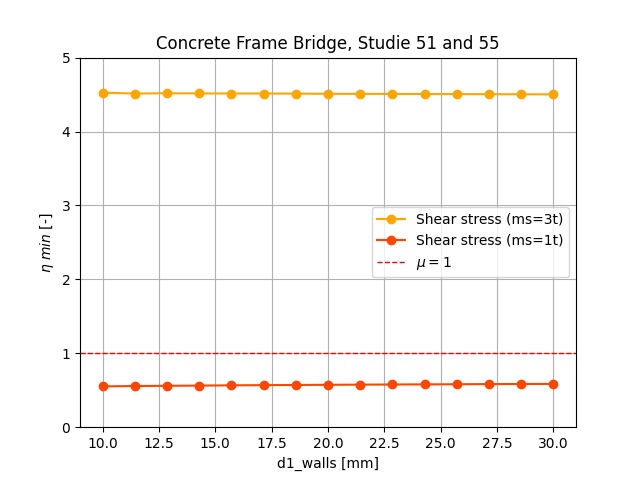 Concrete Frame Bridge, Studie 51 and 55
5
4
3
2
1
0
η min [-]
Shear stress (ms=3t)
Shear stress (ms=1t)
μ = 1
10.0 12.5 15.0 17.5 20.0 22.5 25.0 27.5 30.0
d1_walls [mm]